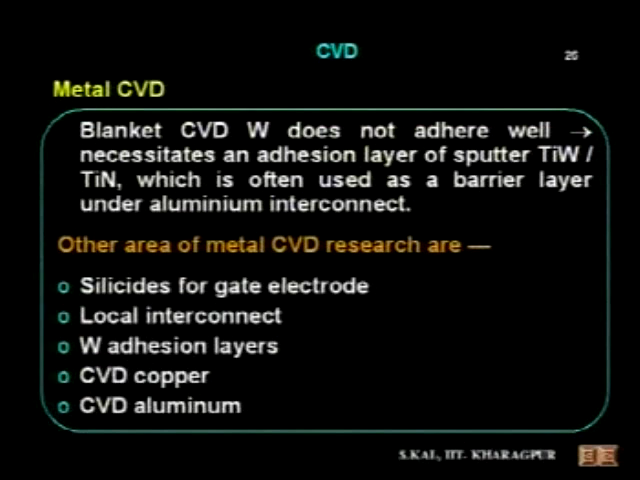 CVD
26
Metal CVD
Blanket CVD W does not adhere well →
necessitates an adhesion layer of sputter TiW /
TiN, which is often used as a barrier layer
under aluminium interconnect.
Other area of metal CVD research are —
o Silicides for gate electrode
o Local interconnect
o W adhesion layers
o CVD copper
o CVD aluminum
S.KAL, IIT- KHARAGPUR